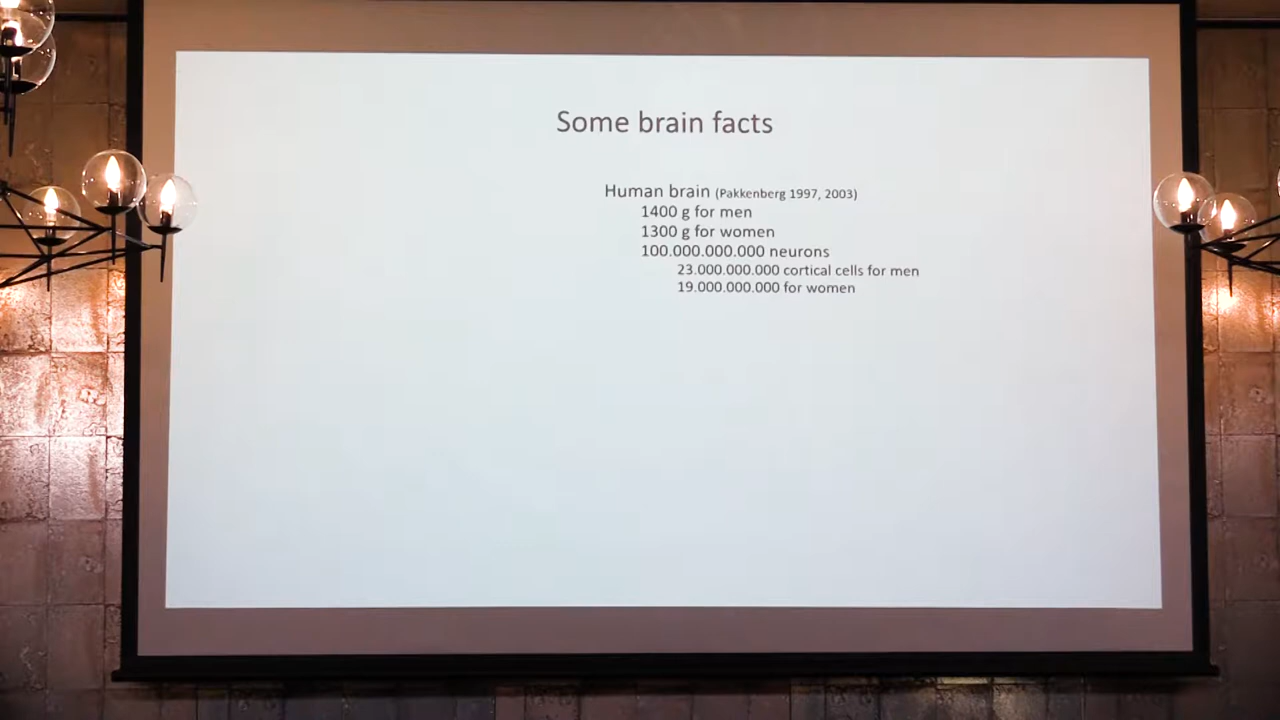 Some brain facts
Human brain (Pakkenberg 1997, 2003)
1400 g for men
1300 g for women
100.000.000.000 neurons
23.000.000.000 cortical cells for men
19.000.000.000 for women